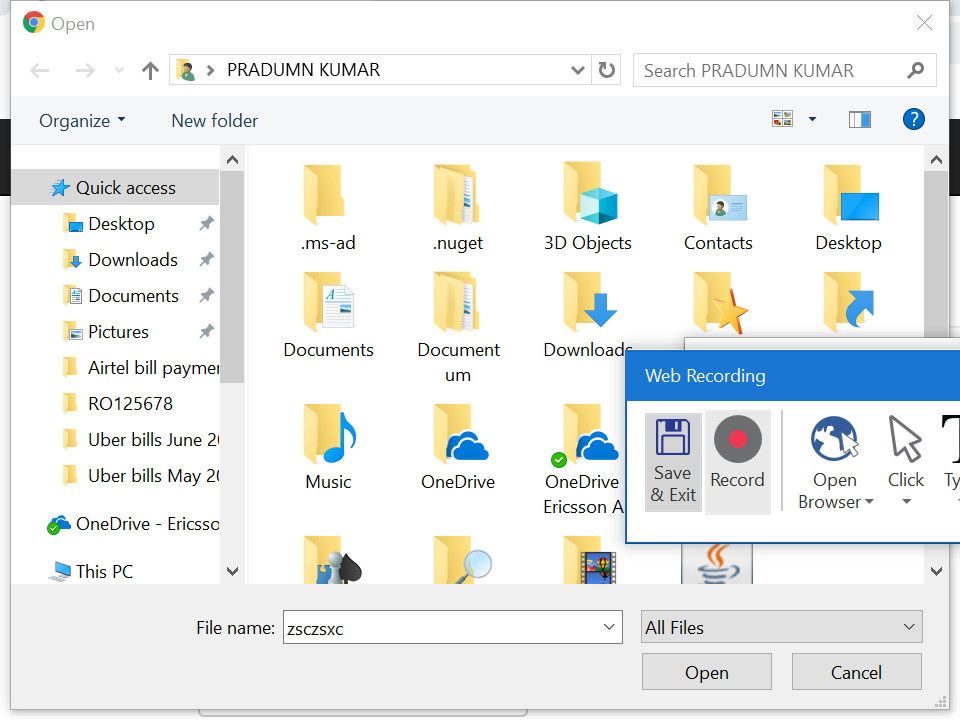 Open
PRADUMN KUMAR
Search PRADUMN KUMAR
Organize
New folder
?
Quick access
Desktop
Downloads
Documents
Pictures
Airtel bill paymer
RO125678
Uber bills June 20
Uber bills May 20
OneDrive - Ericsso
This PC
.ms-ad
.nuget
3D Objects
Contacts
Desktop
Documents
Document
um
Downloads
Music
OneDrive
OneDrive
Ericsson A
Web Recording
Save
& Exit
Record
Open
Browser
Click
Ty
File name:
zsczsxc
All Files
Open
Cancel